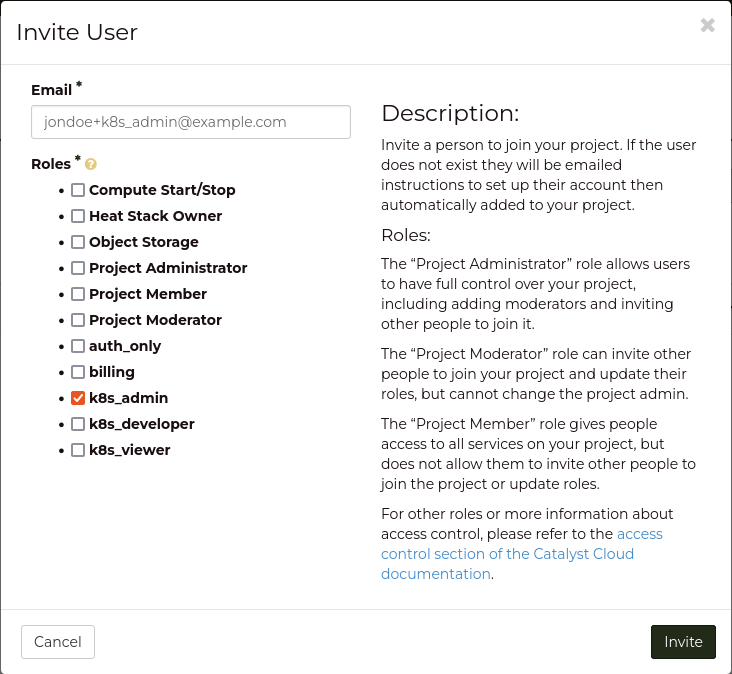 Invite User
×
Email *
jondoe+k8s_admin@example.com
Roles * ?
• Compute Start/Stop
• Heat Stack Owner
• Object Storage
• Project Administrator
• Project Member
• Project Moderator
• auth_only
• billing
• k8s_admin
• k8s_developer
• k8s_viewer
Description:
Invite a person to join your project. If the user
does not exist they will be emailed
instructions to set up their account then
automatically added to your project.
Roles:
The “Project Administrator” role allows users
to have full control over your project,
including adding moderators and inviting
other people to join it.
The “Project Moderator” role can invite other
people to join your project and update their
roles, but cannot change the project admin.
The “Project Member” role gives people
access to all services on your project, but
does not allow them to invite other people to
join the project or update roles.
For other roles or more information about
access control, please refer to the access
control section of the Catalyst Cloud
documentation.
Cancel
Invite